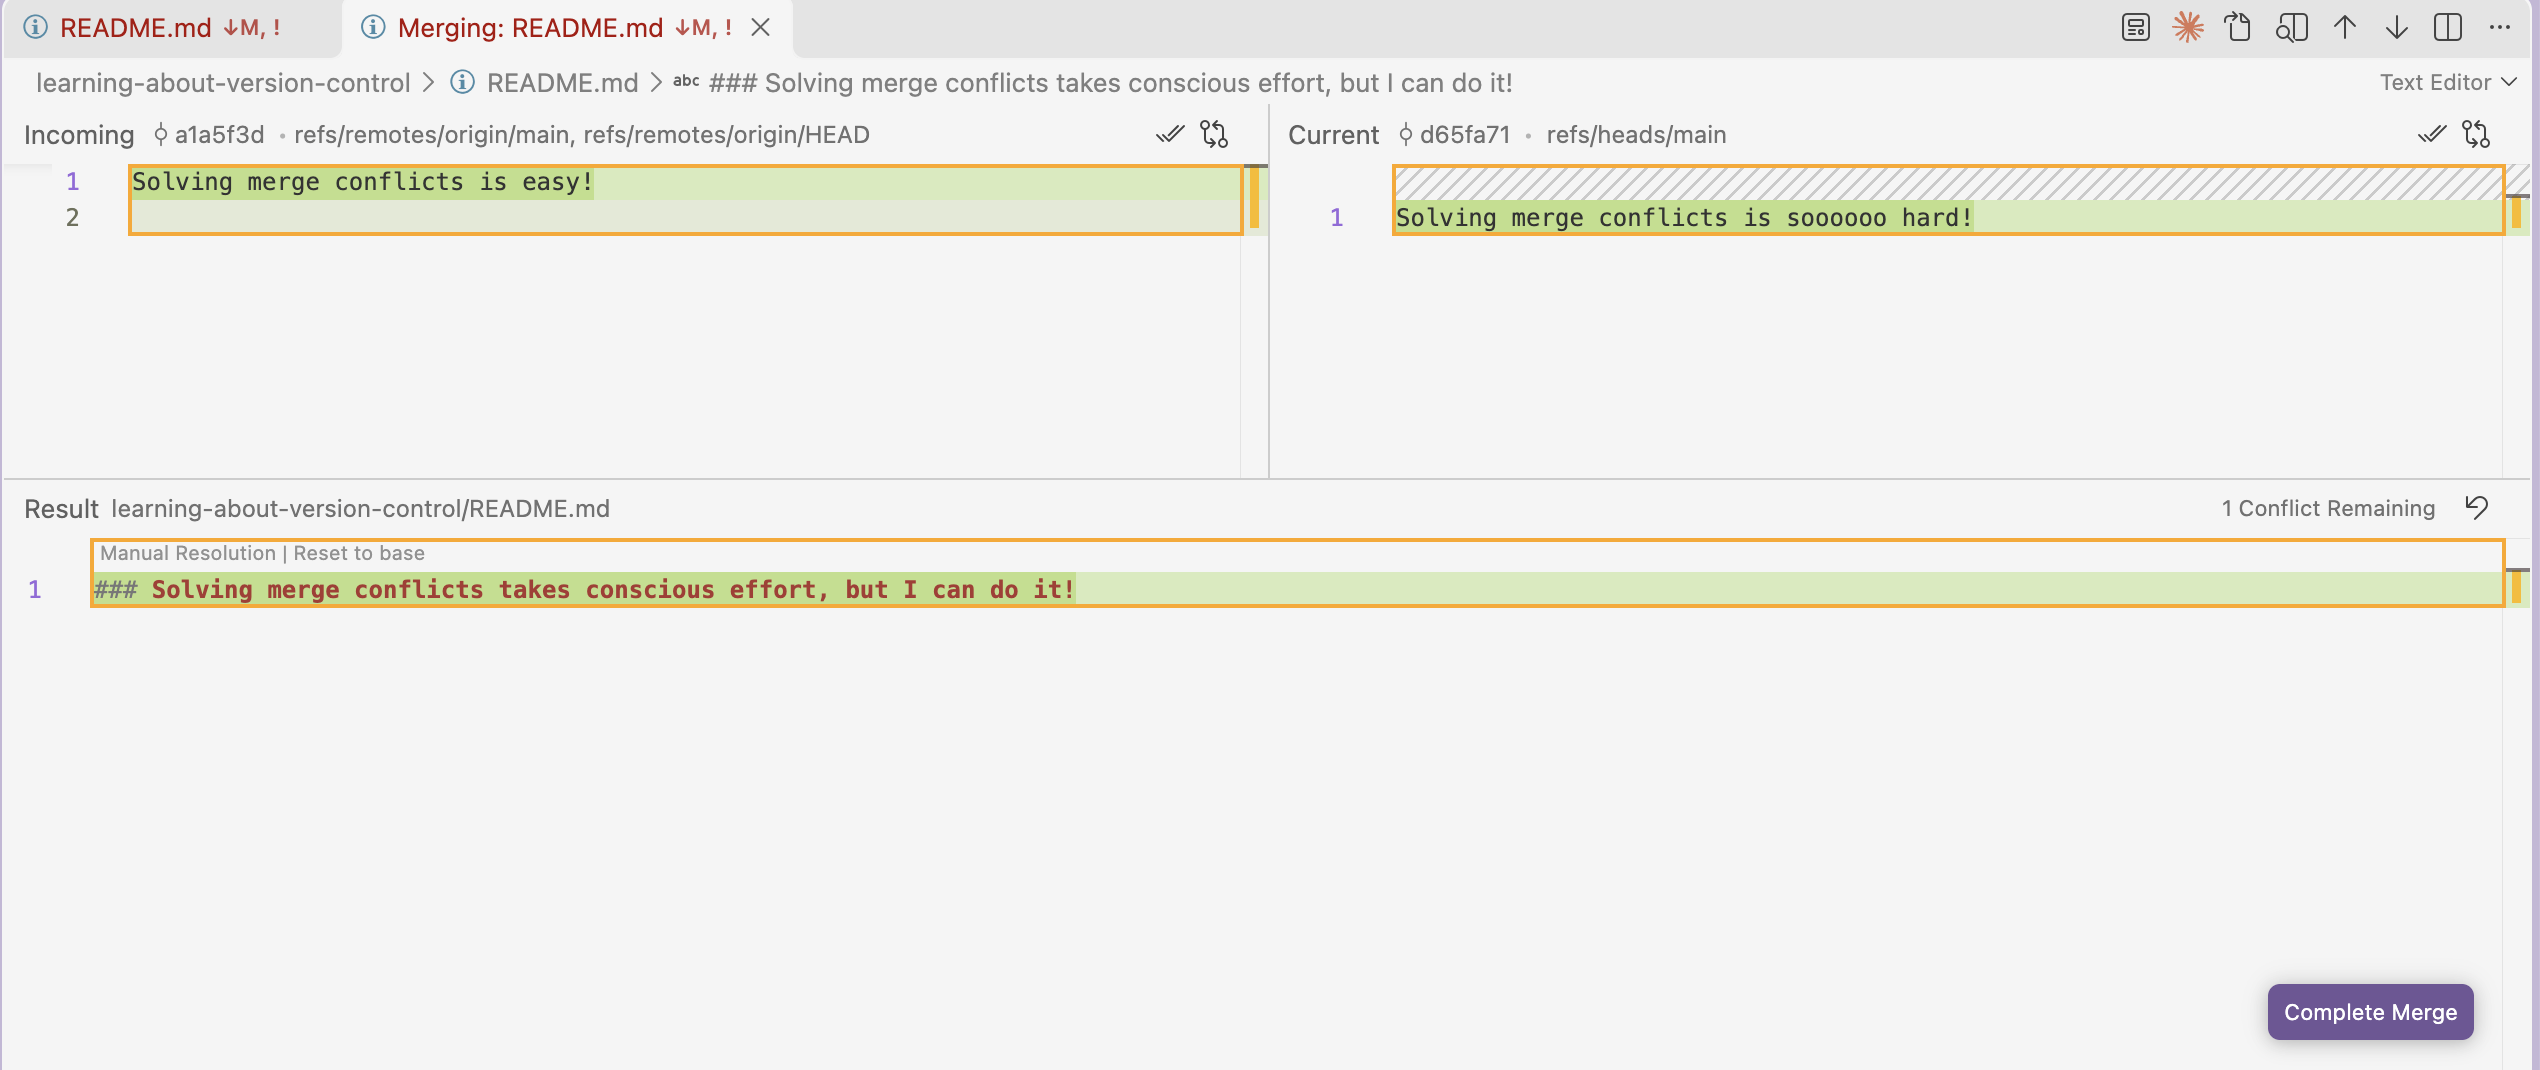 README.md ↓M, ! Merging: README.md ↓M, !
learning-about-version-control > README.md > abc ### Solving merge conflicts takes conscious effort, but I can do it! Text Editor
Incoming a1a5f3d • refs/remotes/origin/main, refs/remotes/origin/HEAD
1 Solving merge conflicts is easy!
2
Current d65fa71 • refs/heads/main
1 Solving merge conflicts is soooooo hard!
Result learning-about-version-control/README.md 1 Conflict Remaining
Manual Resolution | Reset to base
1 ### Solving merge conflicts takes conscious effort, but I can do it!
Complete Merge